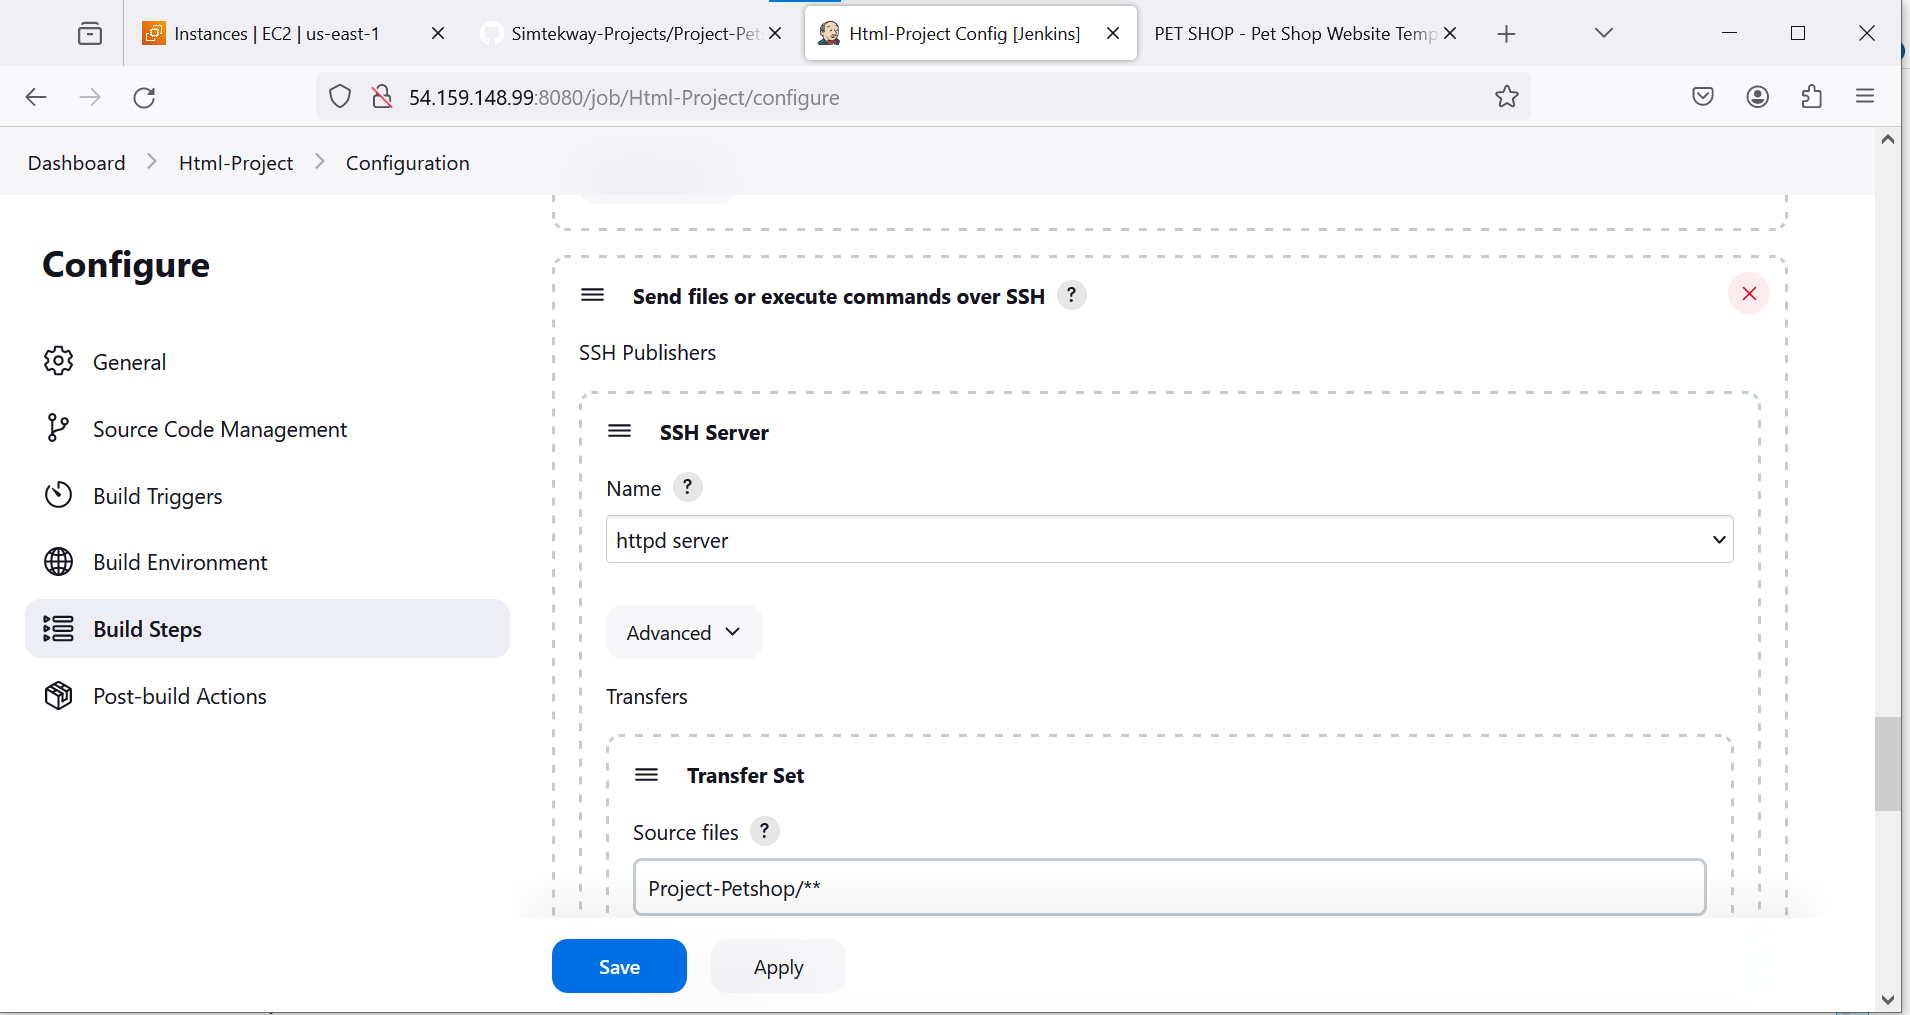 Instances | EC2 | us-east-1
Simtekway-Projects/Project-Pets
Html-Project Config [Jenkins]
PET SHOP - Pet Shop Website Temp
54.159.148.99:8080/job/Html-Project/configure
Dashboard
Html-Project
Configuration
Configure
General
Source Code Management
Build Triggers
Build Environment
Build Steps
Post-build Actions
Send files or execute commands over SSH ?
SSH Publishers
SSH Server
Name ?
httpd server
Advanced
Transfers
Transfer Set
Source files ?
Project-Petshop/**
Save
Apply